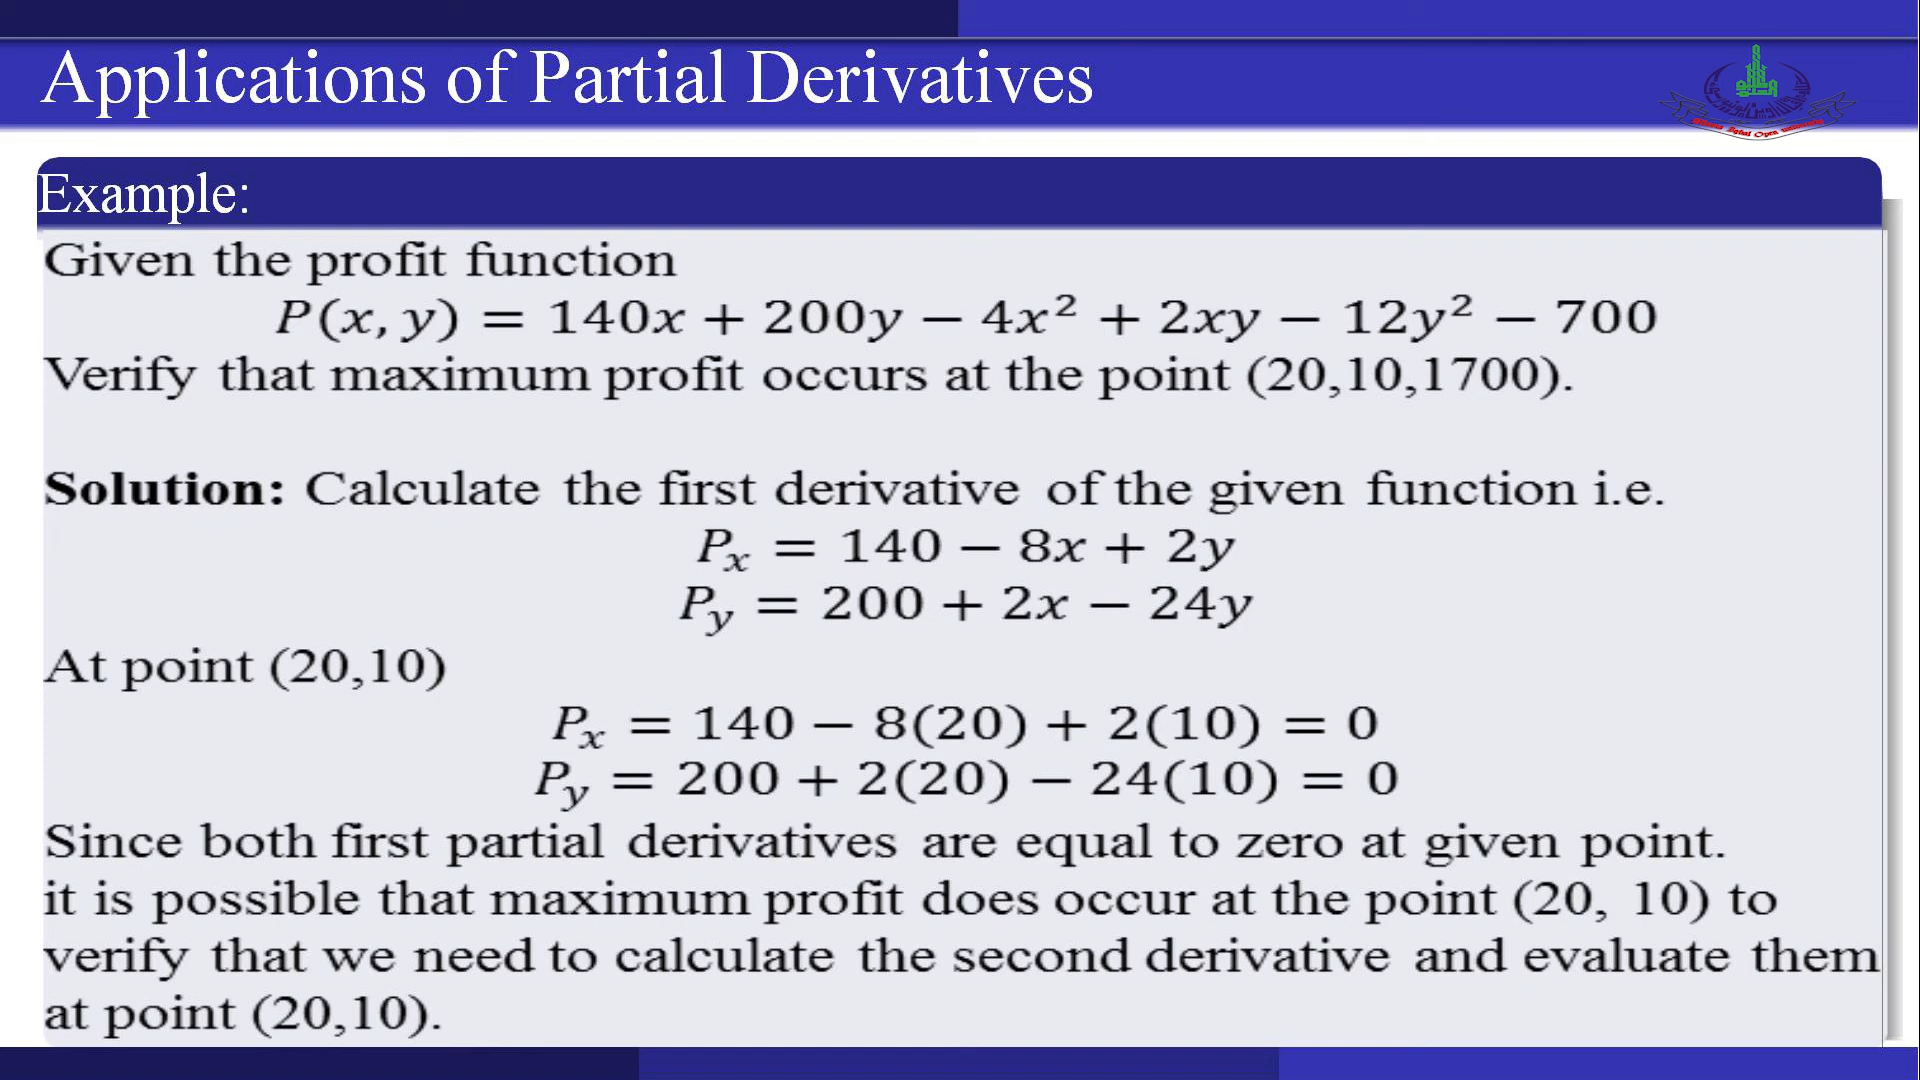 Applications of Partial Derivatives
Example:
Given the profit function
P(x, y) = 140x + 200y − 4x² + 2xy − 12y² − 700
Verify that maximum profit occurs at the point (20,10,1700).
Solution: Calculate the first derivative of the given function i.e.
Pₓ = 140 − 8x + 2y
P_y = 200 + 2x − 24y
At point (20,10)
Pₓ = 140 − 8(20) + 2(10) = 0
P_y = 200 + 2(20) − 24(10) = 0
Since both first partial derivatives are equal to zero at given point.
it is possible that maximum profit does occur at the point (20, 10) to
verify that we need to calculate the second derivative and evaluate them
at point (20,10).